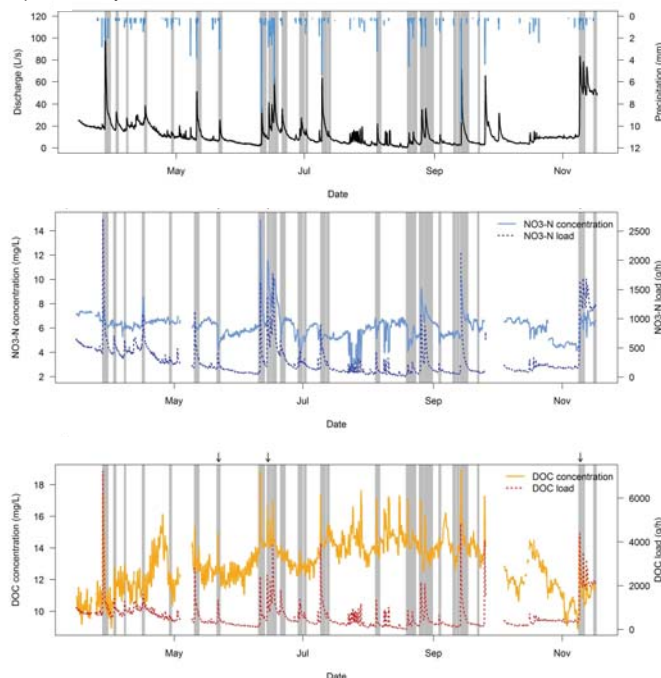 120
100
80
60
40
20
0
Discharge (L/s)
0
2
4
6
8
10
12
Precipitation (mm)
May
Jul
Sep
Nov
Date
14
12
10
8
6
4
2
NO3-N concentration (mg/L)
NO3-N concentration
NO3-N load
2500
2000
1500
1000
500
0
NO3-N load (g/h)
May
Jul
Sep
Nov
Date
18
16
14
12
10
DOC concentration (mg/L)
DOC concentration
DOC load
6000
4000
2000
0
DOC load (g/h)
May
Jul
Sep
Nov
Date